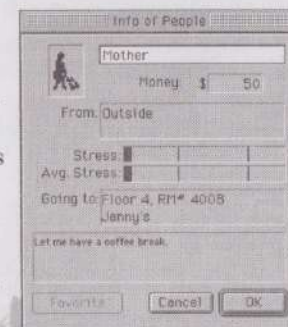 Info of People
Mother
Money: $ 50
From: Outside
s
Stress:
Avg. Stress:
Going to: Floor 4, RM# 4008
Jenny's
Let me have a coffee break.
Favorite Cancel OK